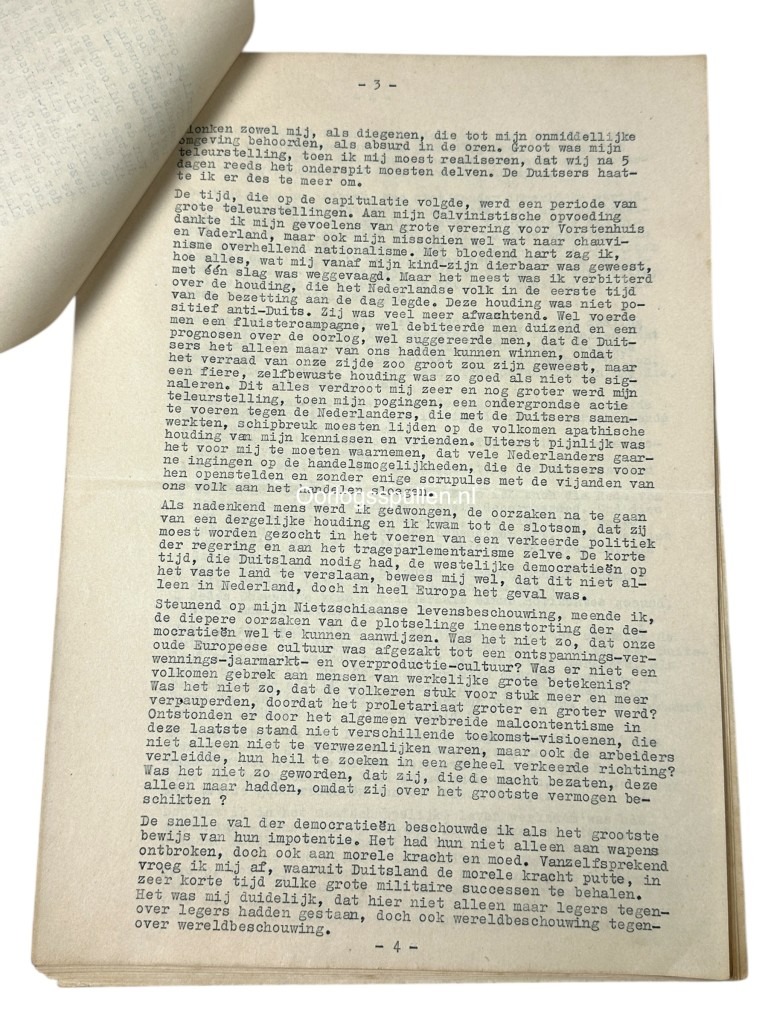 - 3 -
klonken zowel mij, als diegenen, die tot mijn onmiddellijke
omgeving behoorden, als absurd in de oren. Groot was mijn
teleurstelling, toen ik mij moest realiseren, dat wij na 5
dagen reeds het onderspit moesten delven. De Duitsers haat-
te ik er des te meer om.
De tijd, die op de capitulatie volgde, werd een periode van
grote teleurstellingen. Aan mijn Calvinistische opvoeding
dankte ik mijn gevoelens van grote verering voor Vorstenhuis
en Vaderland, maar ook mijn misschien wel wat naar chauvi-
nisme overhellend nationalisme. Met bloedend hart zag ik,
hoe alles, wat mij vanaf mijn kind-zijn dierbaar was geweest,
met één slag was weggevaagd. Maar het meest was ik verbitterd
over de houding, die het Nederlandse volk in de eerste tijd
van de bezetting aan de dag legde. Deze houding was niet po-
sitief anti-Duits. Zij was veel meer afwachtend. Wel voerde
men een fluistercampagne, wel debiteerde men duizend en een
prognosen over de oorlog, wel suggereerde men, dat de Duit-
sers het alleen maar van ons hadden kunnen winnen, omdat
het verraad van onze zijde zoo groot zou zijn geweest, maar
een fiere, zelfbewuste houding was zo goed als niet te sig-
naleren. Dit alles verdroot mij zeer en nog groter werd mijn
teleurstelling, toen mijn pogingen, een ondergrondse actie
te voeren tegen de Nederlanders, die met de Duitsers samen-
werkten, schipbreuk moesten lijden op de volkomen apathische
houding van mijn kennissen en vrienden. Uiterst pijnlijk was
het voor mij te moeten waarnemen, dat vele Nederlanders gaar-
ne ingingen op de handelsmogelijkheden, die de Duitsers voor
hen openstelden en zonder enige scrupules met de vijanden van
ons volk aan het handelen sloegen.
Oorlogsspullen.nl
Als nadenkend mens werd ik gedwongen, de oorzaken na te gaan
van een dergelijke houding en ik kwam tot de slotsom, dat zij
moest worden gezocht in het voeren van een verkeerde politiek
der regering en aan het trageparlementarisme zelve. De korte
tijd, die Duitsland nodig had, de westelijke democratieën op
het vaste land te verslaan, bewees mij wel, dat dit niet al-
leen in Nederland, doch in heel Europa het geval was.
Steunend op mijn Nietzschiaanse levensbeschouwing, meende ik,
de diepere oorzaken van de plotselinge ineenstorting der de-
mocratieën wel te kunnen aanwijzen. Was het niet zo, dat onze
oude Europeese cultuur was afgezakt tot een ontspannings-ver-
wennings-jaarmarkt- en overproductie-cultuur? Was er niet een
volkomen gebrek aan mensen van werkelijke grote betekenis?
Was het niet zo, dat de volkeren stuk voor stuk meer en meer
verpauperden, doordat het proletariaat groter en groter werd?
Ontstonden er door het algemeen verbreide malcontentisme in
deze laatste stand niet verschillende toekomst-visioenen, die
niet alleen niet te verwezenlijken waren, maar ook de arbeiders
verleidde, hun heil te zoeken in een geheel verkeerde richting?
Was het niet zo geworden, dat zij, die de macht bezaten, deze
alleen maar hadden, omdat zij over het grootste vermogen be-
schikten ?
De snelle val der democratieën beschouwde ik als het grootste
bewijs van hun impotentie. Het had hun niet alleen aan wapens
ontbroken, doch ook aan morele kracht en moed. Vanzelfsprekend
vroeg ik mij af, waaruit Duitsland de morele kracht putte, in
zeer korte tijd zulke grote militaire successen te behalen.
Het was mij duidelijk, dat hier niet alleen maar legers tegen-
over legers hadden gestaan, doch ook wereldbeschouwing tegen-
over wereldbeschouwing.
- 4 -